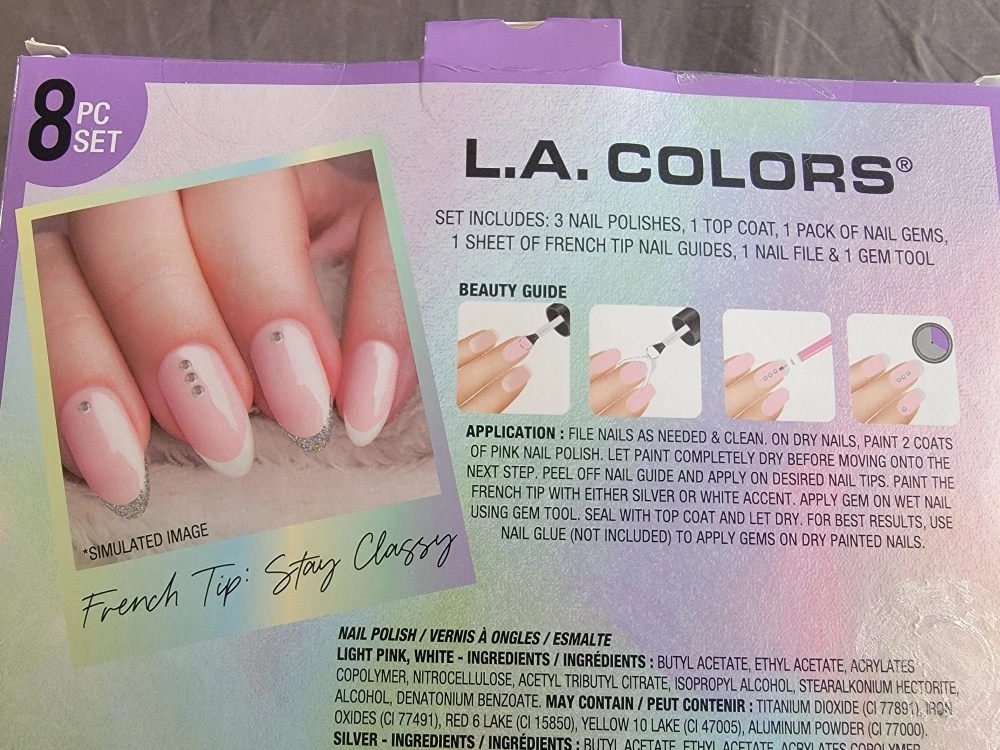 8 PC
SET
L.A. COLORS®
SET INCLUDES: 3 NAIL POLISHES, 1 TOP COAT, 1 PACK OF NAIL GEMS,
1 SHEET OF FRENCH TIP NAIL GUIDES, 1 NAIL FILE & 1 GEM TOOL
BEAUTY GUIDE
APPLICATION : FILE NAILS AS NEEDED & CLEAN. ON DRY NAILS, PAINT 2 COATS
OF PINK NAIL POLISH. LET PAINT COMPLETELY DRY BEFORE MOVING ONTO THE
NEXT STEP. PEEL OFF NAIL GUIDE AND APPLY ON DESIRED NAIL TIPS. PAINT THE
FRENCH TIP WITH EITHER SILVER OR WHITE ACCENT. APPLY GEM ON WET NAIL
USING GEM TOOL. SEAL WITH TOP COAT AND LET DRY. FOR BEST RESULTS, USE
NAIL GLUE (NOT INCLUDED) TO APPLY GEMS ON DRY PAINTED NAILS.
*SIMULATED IMAGE
French Tip: Stay Classy
NAIL POLISH / VERNIS À ONGLES / ESMALTE
LIGHT PINK, WHITE - INGREDIENTS / INGRÉDIENTS : BUTYL ACETATE, ETHYL ACETATE, ACRYLATES
COPOLYMER, NITROCELLULOSE, ACETYL TRIBUTYL CITRATE, ISOPROPYL ALCOHOL, STEARALKONIUM HECTORITE,
ALCOHOL, DENATONIUM BENZOATE. MAY CONTAIN / PEUT CONTENIR : TITANIUM DIOXIDE (CI 77891), IRON
OXIDES (CI 77491), RED 6 LAKE (CI 15850), YELLOW 10 LAKE (CI 47005), ALUMINUM POWDER (CI 77000).
SILVER - INGREDIENTS / INGRÉDIENTS : BUTYL ACETATE, ETHYL ACETATE, ACRYLATES COPOLYMER,